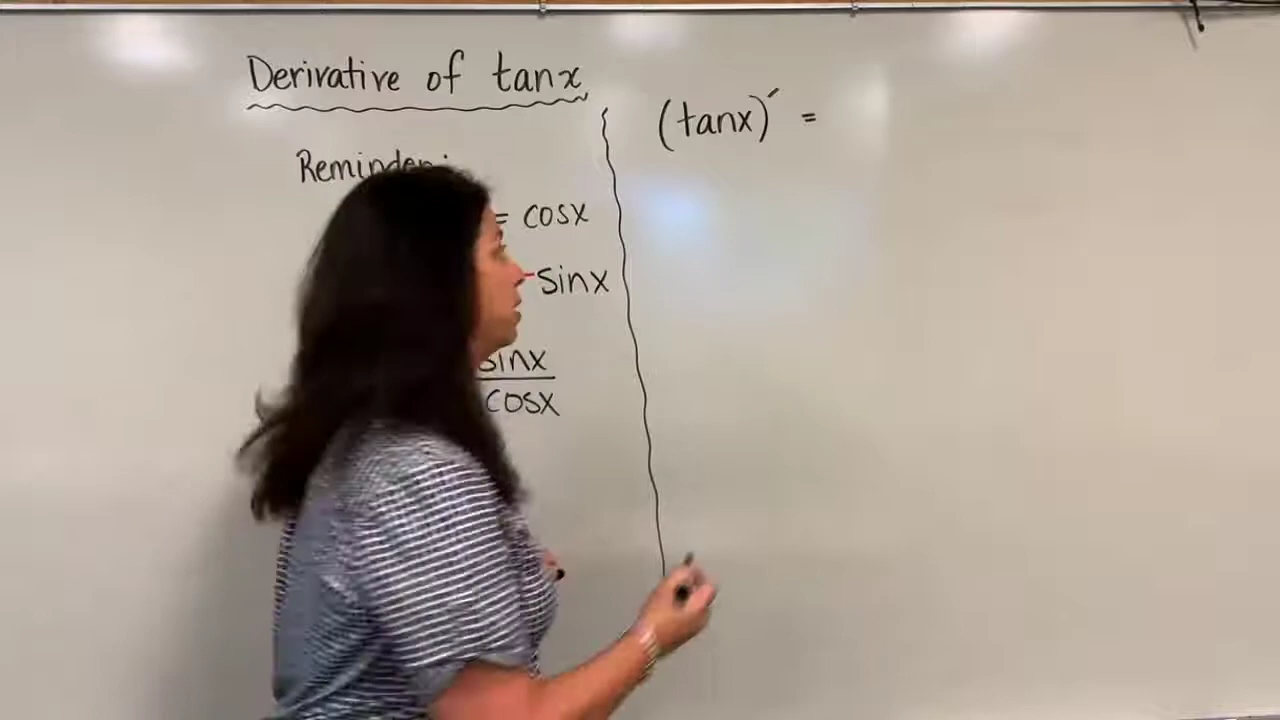 Derivative of tanx
Reminder:
= cosx
-sinx
sinx
cosx
(tanx)' =